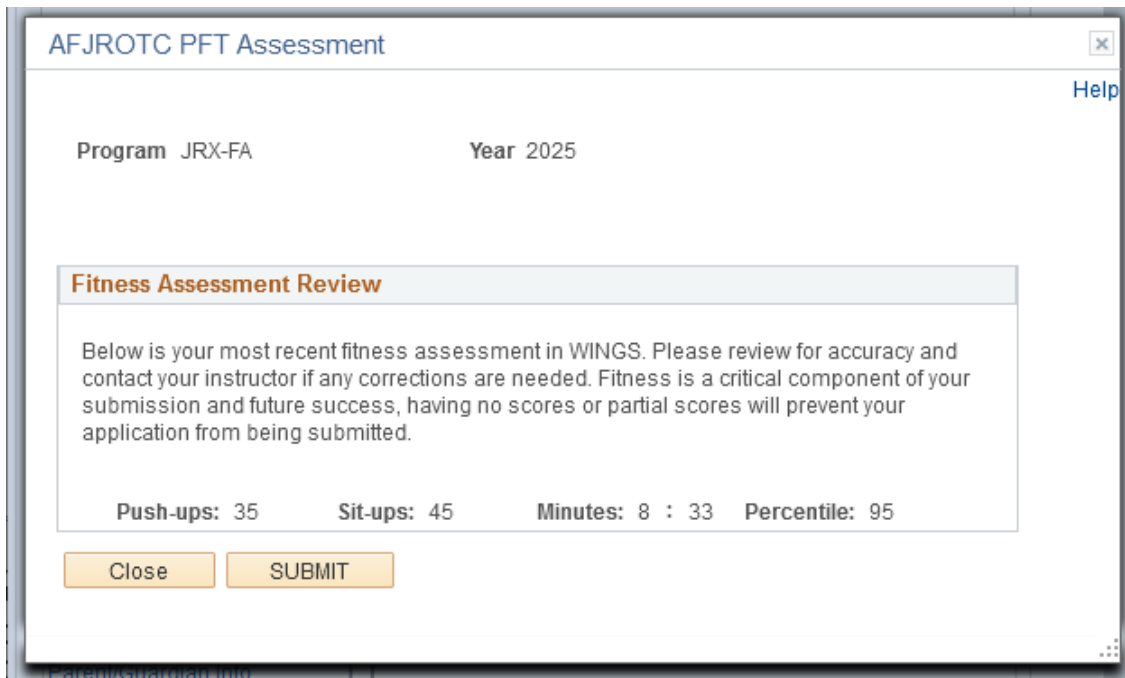 AFJROTC PFT Assessment
Help
Program JRX-FA Year 2025
Fitness Assessment Review
Below is your most recent fitness assessment in WINGS. Please review for accuracy and
contact your instructor if any corrections are needed. Fitness is a critical component of your
submission and future success, having no scores or partial scores will prevent your
application from being submitted.
Push-ups: 35 Sit-ups: 45 Minutes: 8 : 33 Percentile: 95
Close SUBMIT
Parent/Guardian Info